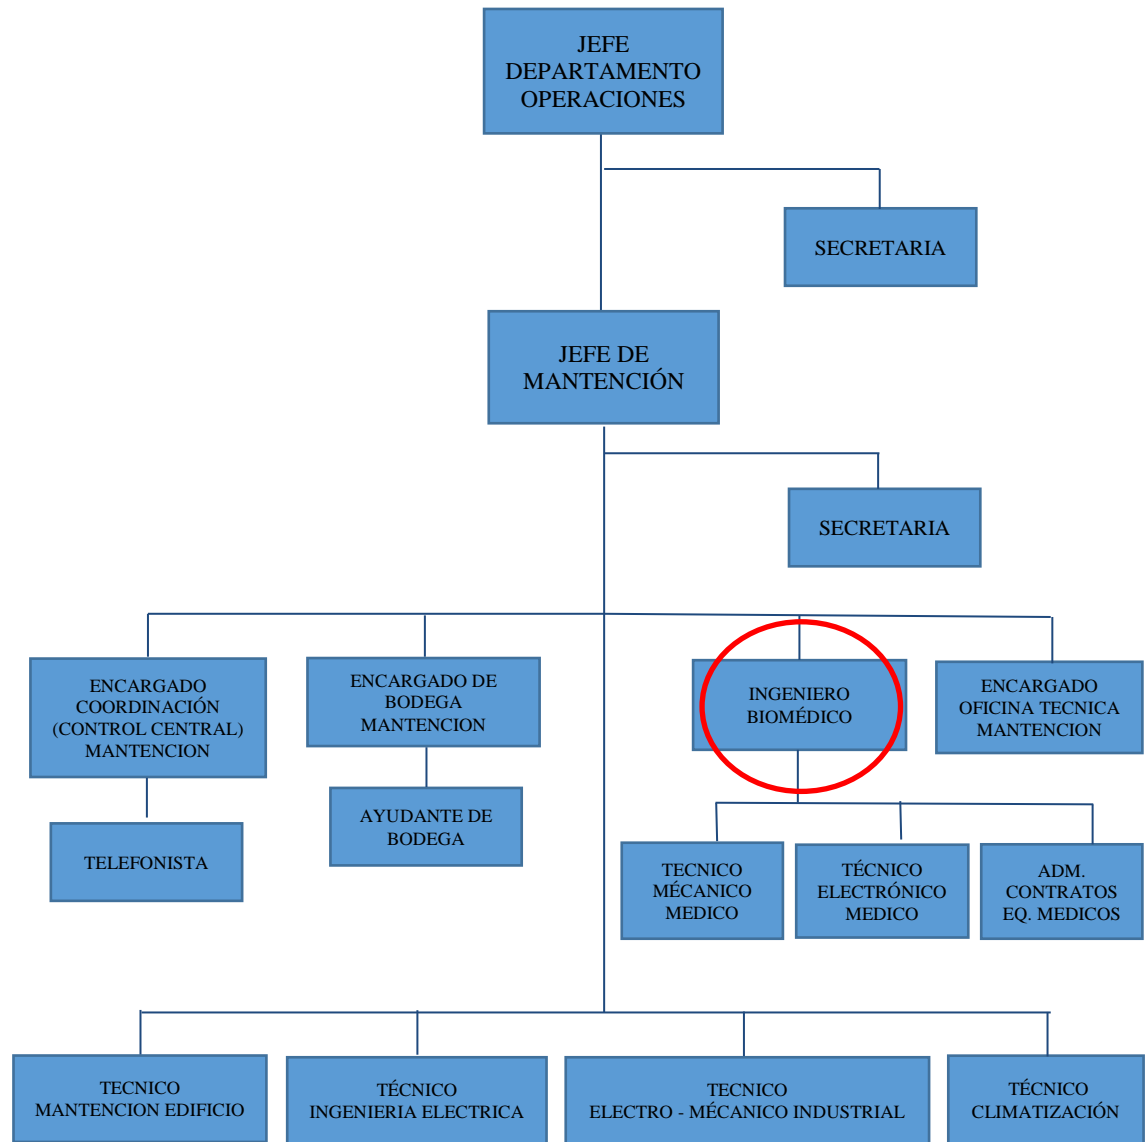 JEFE
DEPARTAMENTO
OPERACIONES
SECRETARIA
JEFE DE
MANTENCIÓN
SECRETARIA
ENCARGADO
COORDINACIÓN
(CONTROL CENTRAL)
MANTENCION
ENCARGADO DE
BODEGA
MANTENCION
INGENIERO
BIOMÉDICO
ENCARGADO
OFICINA TECNICA
MANTENCION
TELEFONISTA
AYUDANTE DE
BODEGA
TECNICO
MÉCANICO
MEDICO
TÉCNICO
ELECTRÓNICO
MEDICO
ADM.
CONTRATOS
EQ. MEDICOS
TECNICO
MANTENCION EDIFICIO
TÉCNICO
INGENIERIA ELECTRICA
TECNICO
ELECTRO - MÉCANICO INDUSTRIAL
TÉCNICO
CLIMATIZACIÓN